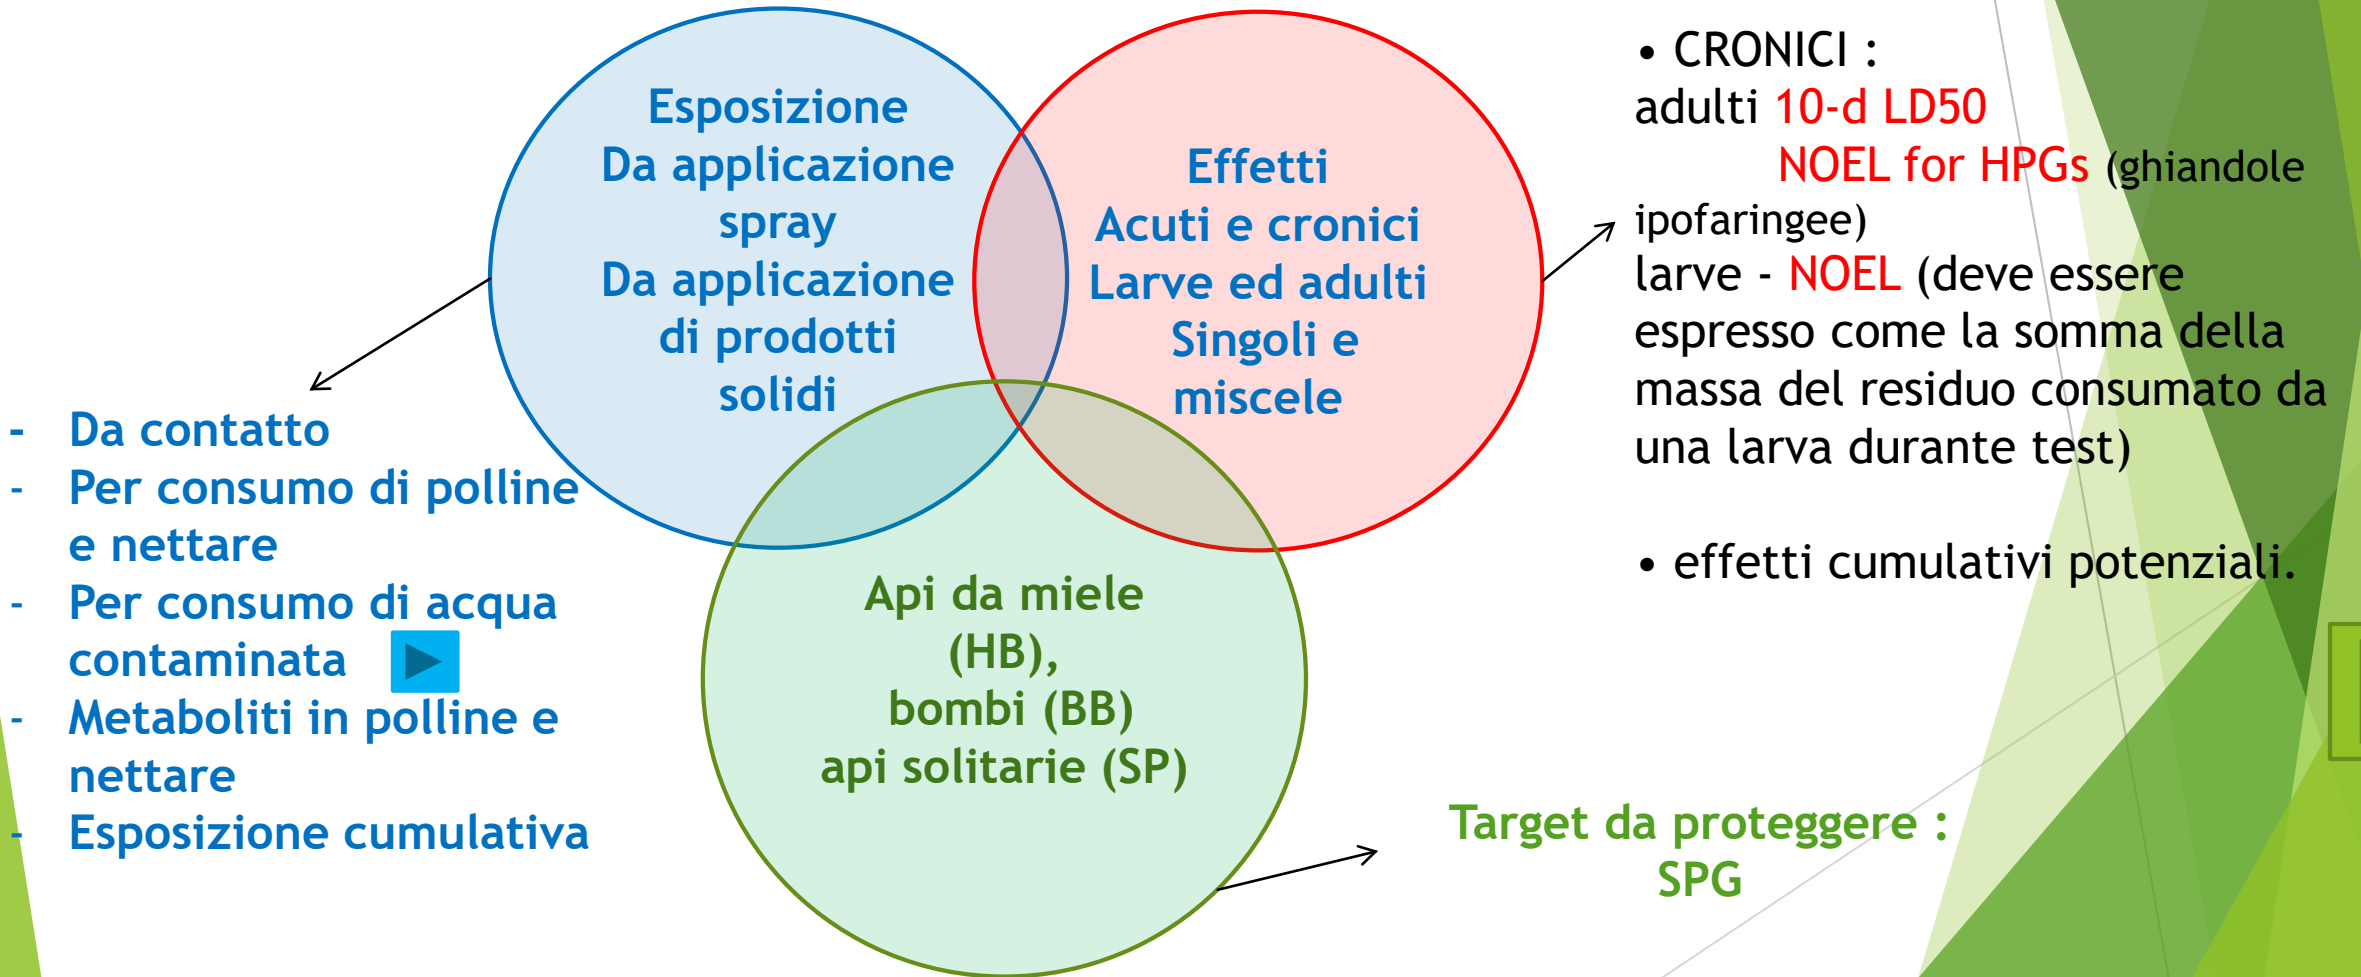 Esposizione
Da applicazione
spray
Da applicazione
di prodotti
solidi
Effetti
Acuti e cronici
Larve ed adulti
Singoli e
miscele
Api da miele
(HB),
bombi (BB)
api solitarie (SP)
- Da contatto
- Per consumo di polline
e nettare
- Per consumo di acqua
contaminata
- Metaboliti in polline e
nettare
- Esposizione cumulativa
• CRONICI :
adulti 10-d LD50
NOEL for HPGs (ghiandole
ipofaringee)
larve - NOEL (deve essere
espresso come la somma della
massa del residuo consumato da
una larva durante test)
• effetti cumulativi potenziali.
Target da proteggere :
SPG